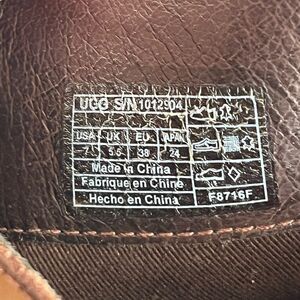 UGG S/N 1012904
USA UK EU JAPAN
7 5.5 38 24
Made in China
Fabriqué en Chine
Hecho en China
F8716F